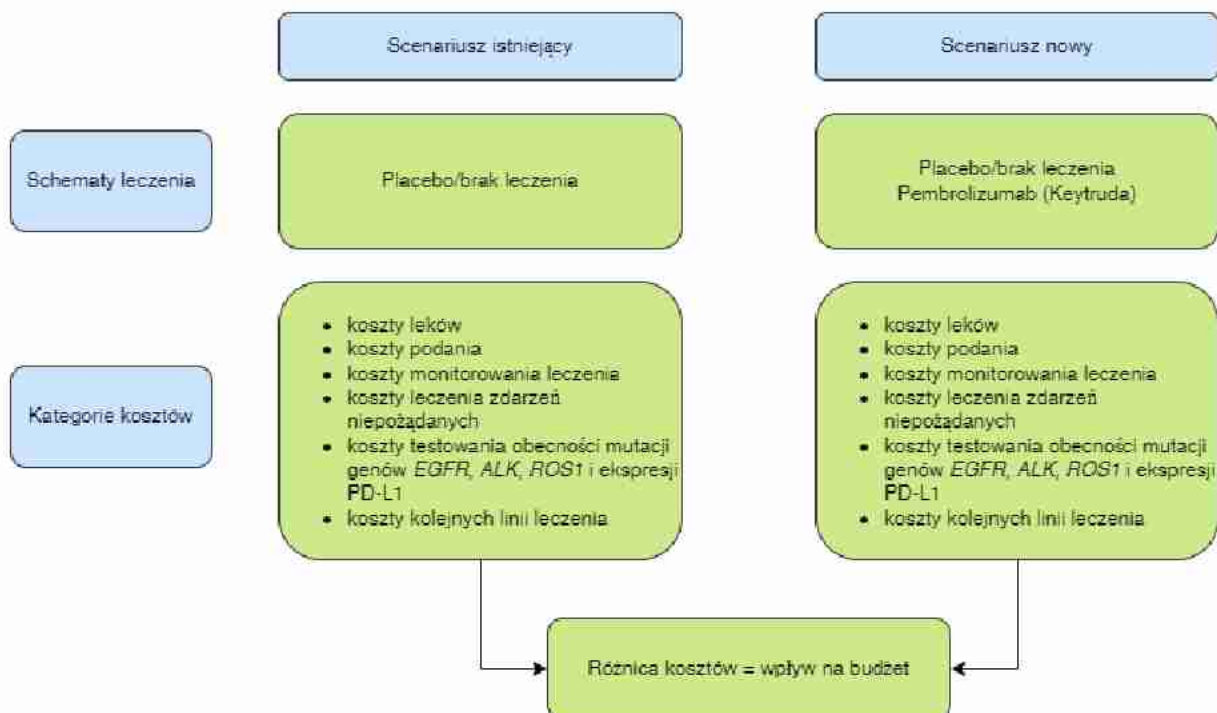 Scenariusz istniejący
Scenariusz nowy
Schematy leczenia
Placebo/brak leczenia
Placebo/brak leczenia
Pembrolizumab (Keytruda)
Kategorie kosztów
• koszty leków
• koszty podania
• koszty monitorowania leczenia
• koszty leczenia zdarzeń
niepożądanych
• koszty testowania obecności mutacji
genów EGFR, ALK, ROS1 i ekspresji
PD-L1
• koszty kolejnych linii leczenia
• koszty leków
• koszty podania
• koszty monitorowania leczenia
• koszty leczenia zdarzeń
niepożądanych
• koszty testowania obecności mutacji
genów EGFR, ALK, ROS1 i ekspresji
PD-L1
• koszty kolejnych linii leczenia
Różnica kosztów = wpływ na budżet